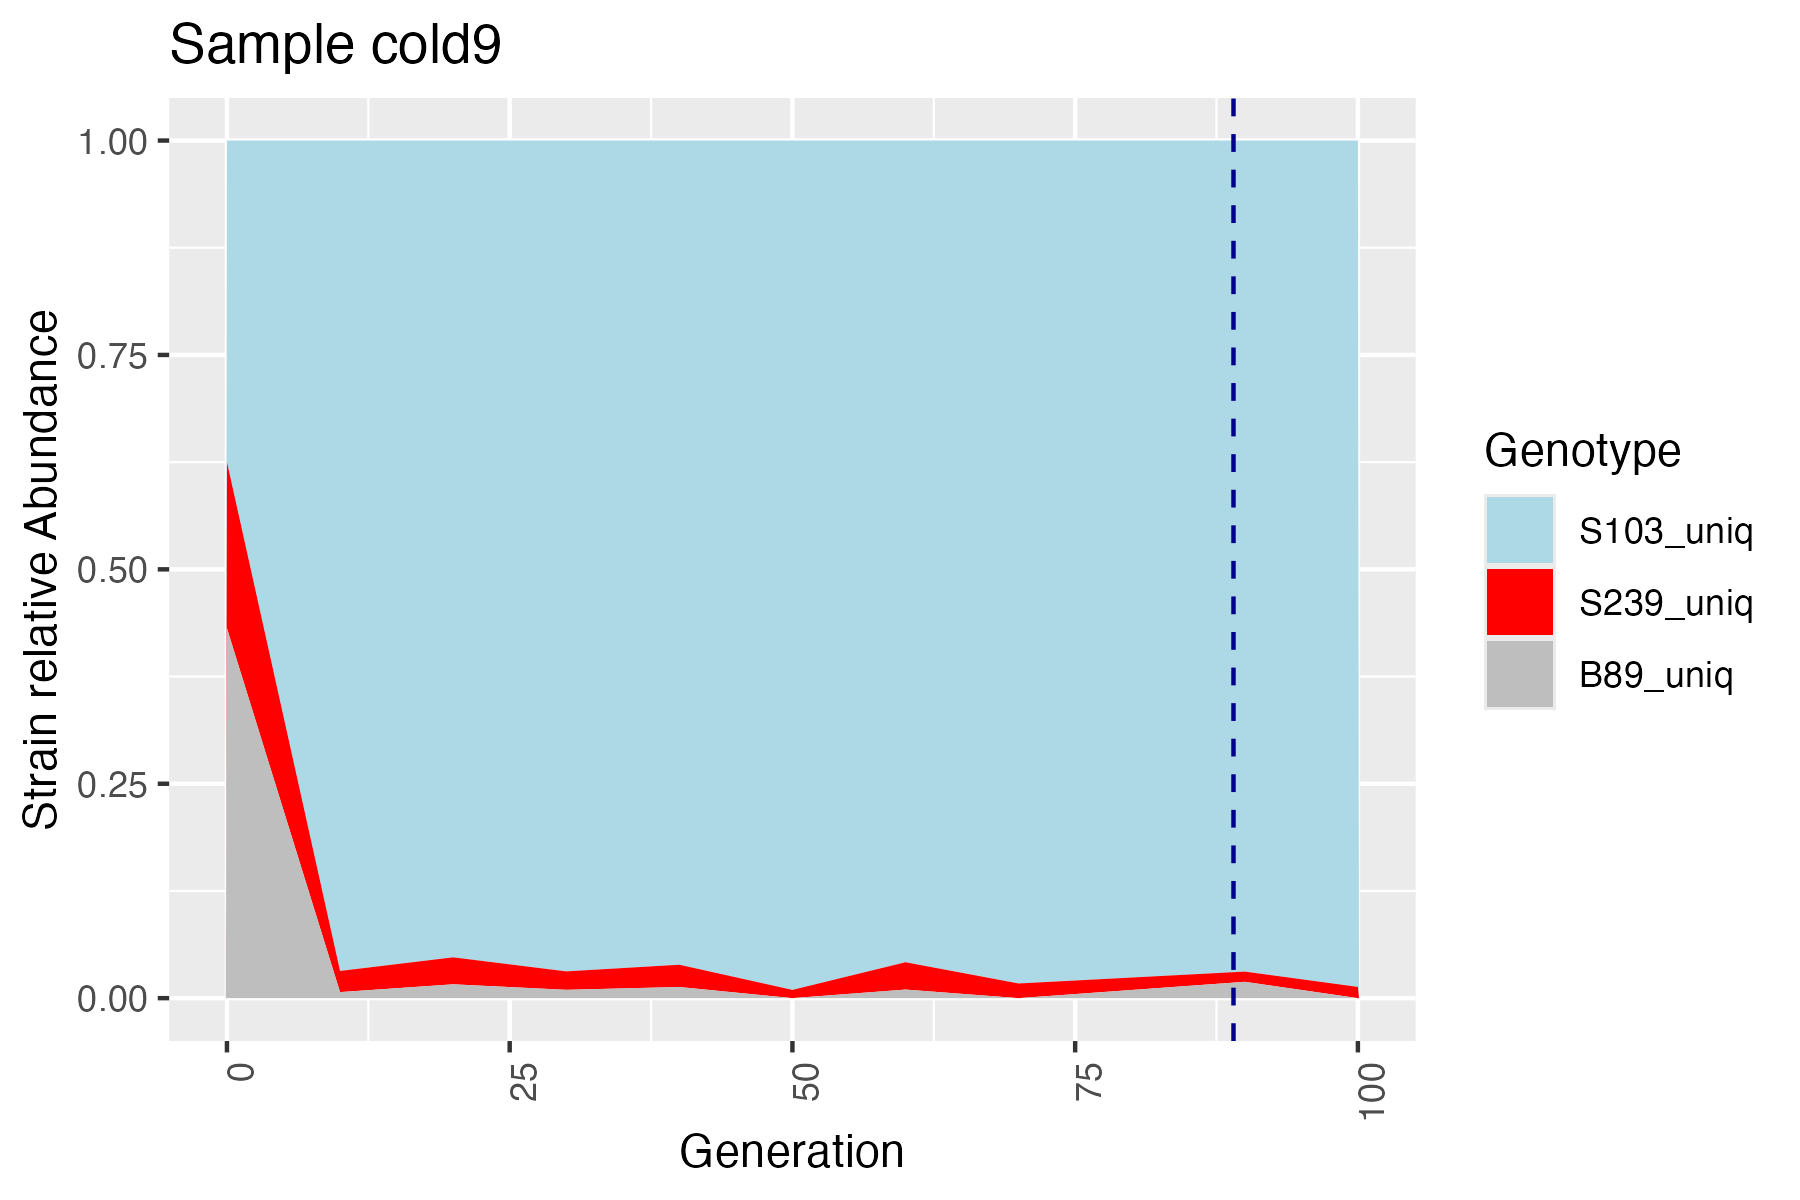 Sample cold9
Strain relative Abundance
1.00
0.75
0.50
0.25
0.00
0
25
50
75
100
Generation
Genotype
S103_uniq
S239_uniq
B89_uniq